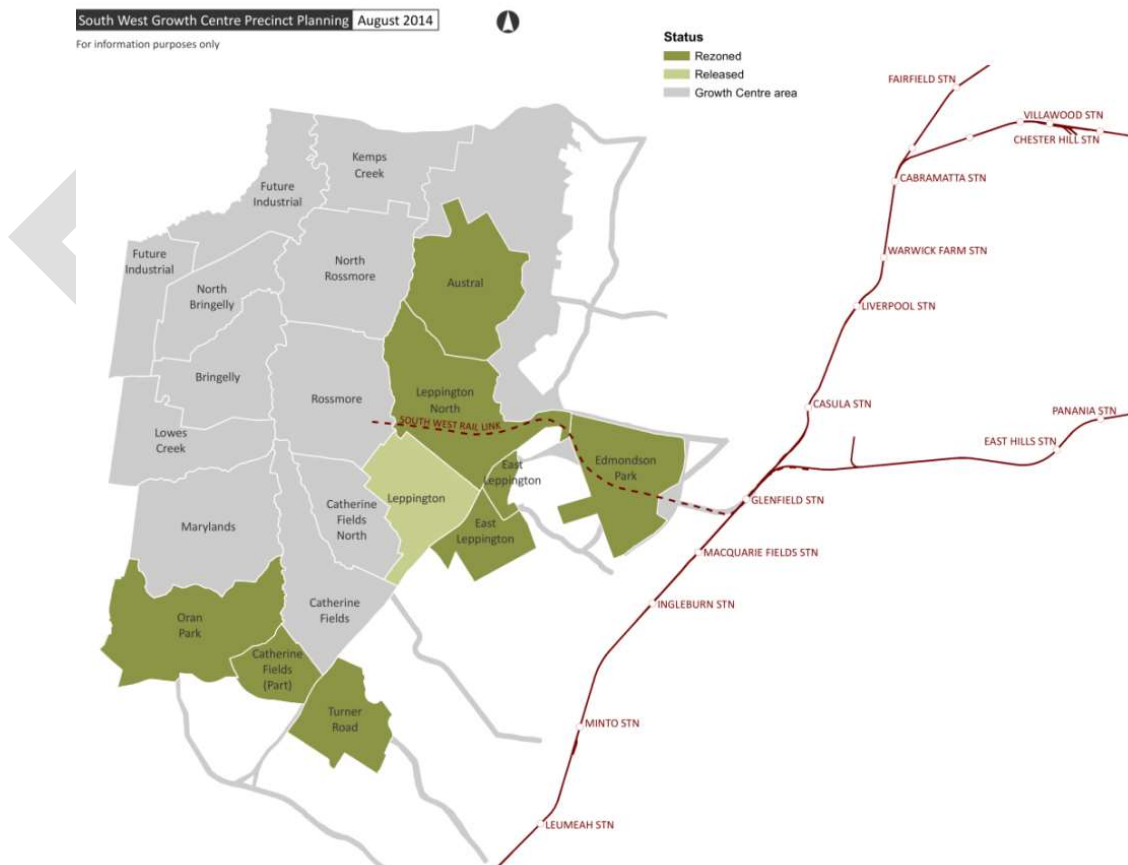 South West Growth Centre Precinct Planning August 2014
For information purposes only
Status
Rezoned
Released
Growth Centre area
FAIRFIELD STN
VILLAWOOD STN
CHESTER HILL STN
CABRAMATTA STN
WARWICK FARM STN
LIVERPOOL STN
CASULA STN
PANANIA STN
EAST HILLS STN
GLENFIELD STN
MACQUARIE FIELDS STN
INGLEBURN STN
MINTO STN
LEUMEAH STN
Kemps
Creek
Future
Industrial
Future
Industrial
North
Rossmore
Austral
North
Bringelly
Bringelly
Rossmore
Leppington
North
SOUTH WEST RAIL LINK
Lowes
Creek
East
Leppington
Edmondson
Park
Leppington
Catherine
Fields
North
East
Leppington
Marylands
Catherine
Fields
Oran
Park
Catherine
Fields
(Part)
Turner
Road